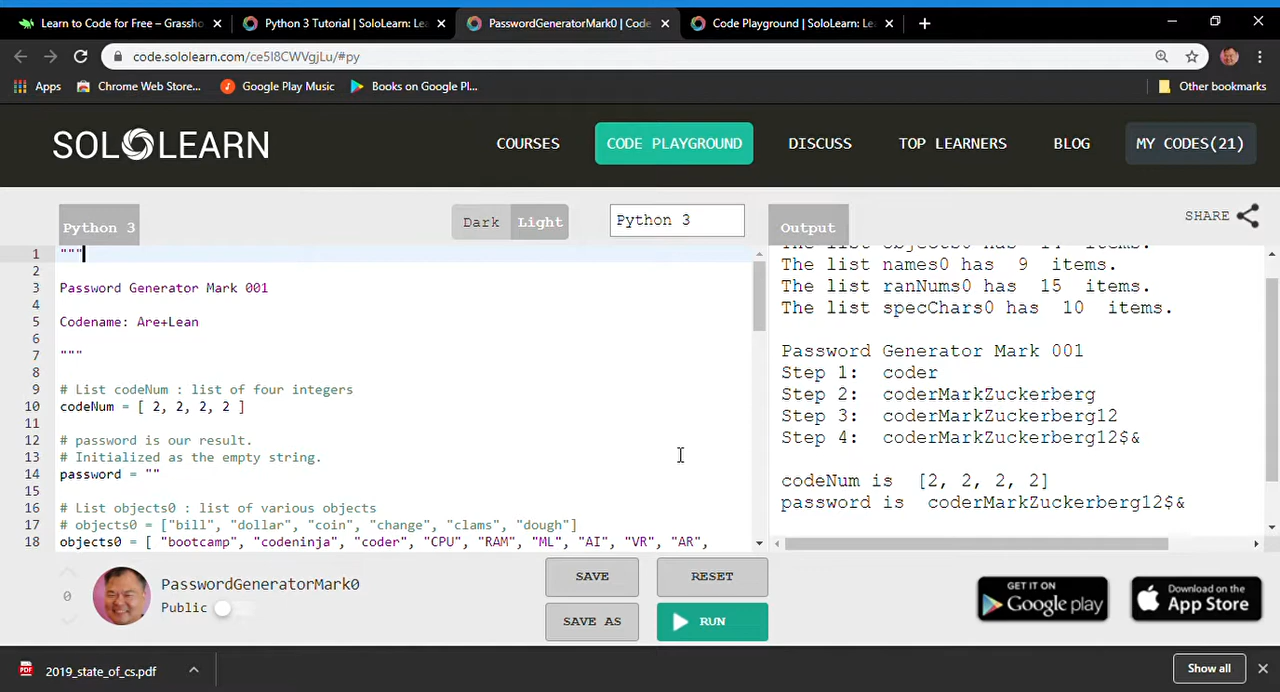 Learn to Code for Free – Grassho
Python 3 Tutorial | SoloLearn: Le
PasswordGeneratorMark0 | Code
Code Playground | SoloLearn: Le
code.sololearn.com/ce5I8CWVgjLu/#py
Apps
Chrome Web Store...
Google Play Music
Books on Google Pl...
Other bookmarks
SOLOLEARN
COURSES
CODE PLAYGROUND
DISCUSS
TOP LEARNERS
BLOG
MY CODES(21)
Python 3
Dark
Light
Python 3
Output
SHARE
1 """
2
3 Password Generator Mark 001
4
5 Codename: Are+Lean
6
7 """
8
9 # List codeNum : list of four integers
10 codeNum = [ 2, 2, 2, 2 ]
11
12 # password is our result.
13 # Initialized as the empty string.
14 password = ""
15
16 # List objects0 : list of various objects
17 # objects0 = ["bill", "dollar", "coin", "change", "clams", "dough"]
18 objects0 = [ "bootcamp", "codeninja", "coder", "CPU", "RAM", "ML", "AI", "VR", "AR",
The list objects0 has 14 items.
The list names0 has 9 items.
The list ranNums0 has 15 items.
The list specChars0 has 10 items.
Password Generator Mark 001
Step 1: coder
Step 2: coderMarkZuckerberg
Step 3: coderMarkZuckerberg12
Step 4: coderMarkZuckerberg12$&
codeNum is [2, 2, 2, 2]
password is coderMarkZuckerberg12$&
0
PasswordGeneratorMark0
Public
SAVE
RESET
SAVE AS
RUN
GET IT ON
Google play
Download on the
App Store
PDF
2019_state_of_cs.pdf
Show all